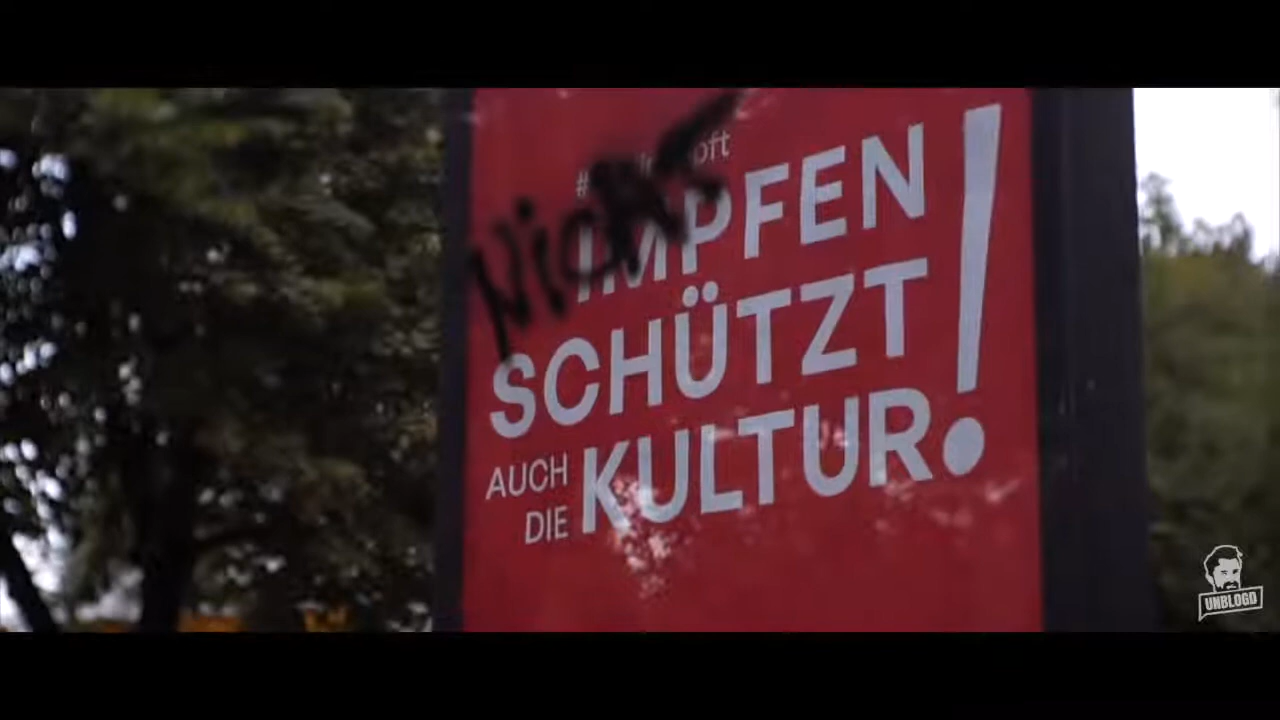 NiCHT
IMPFEN
SCHÜTZT
AUCH
DIE KULTUR!
UNBLOGD